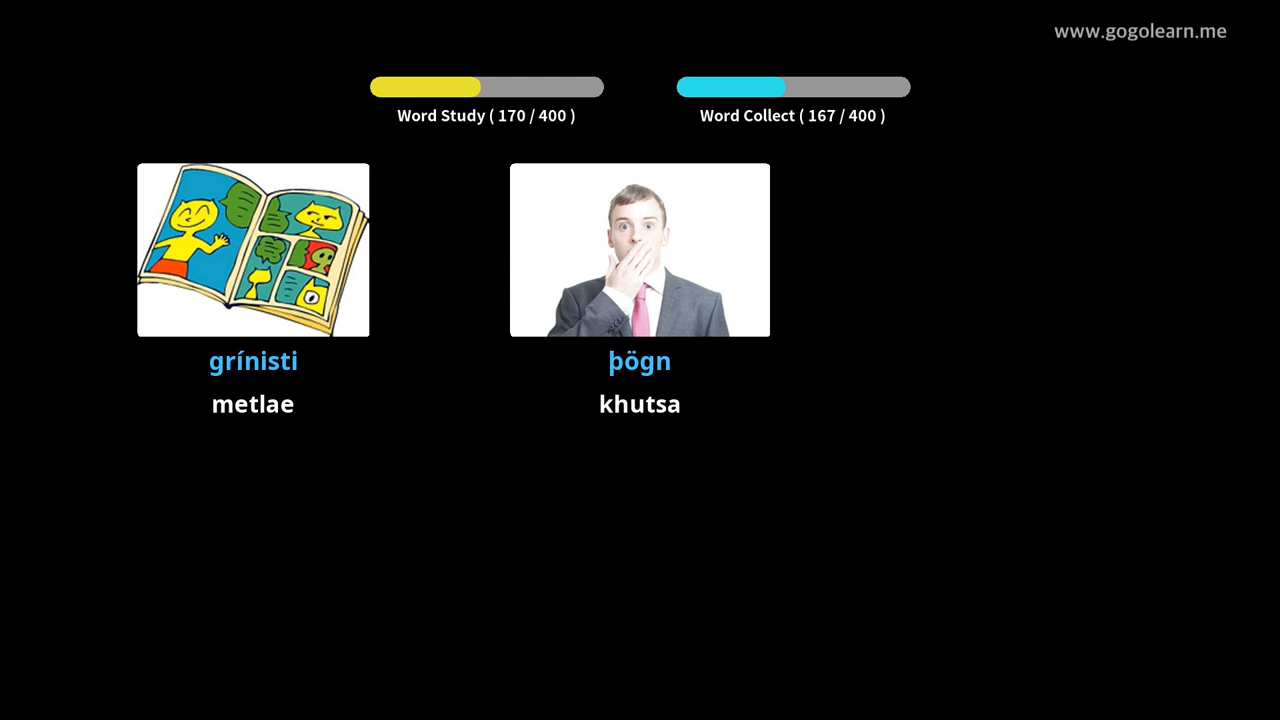 www.gogolearn.me
Word Study ( 170 / 400 )
Word Collect ( 167 / 400 )
grínisti
þögn
metlae
khutsa